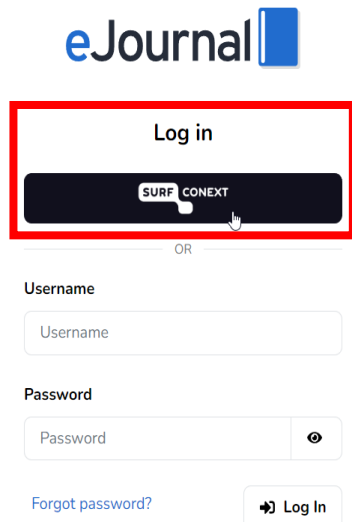 eJournal
Log in
SURF CONEXT
OR
Username
Username
Password
Password
Forgot password?
Log In